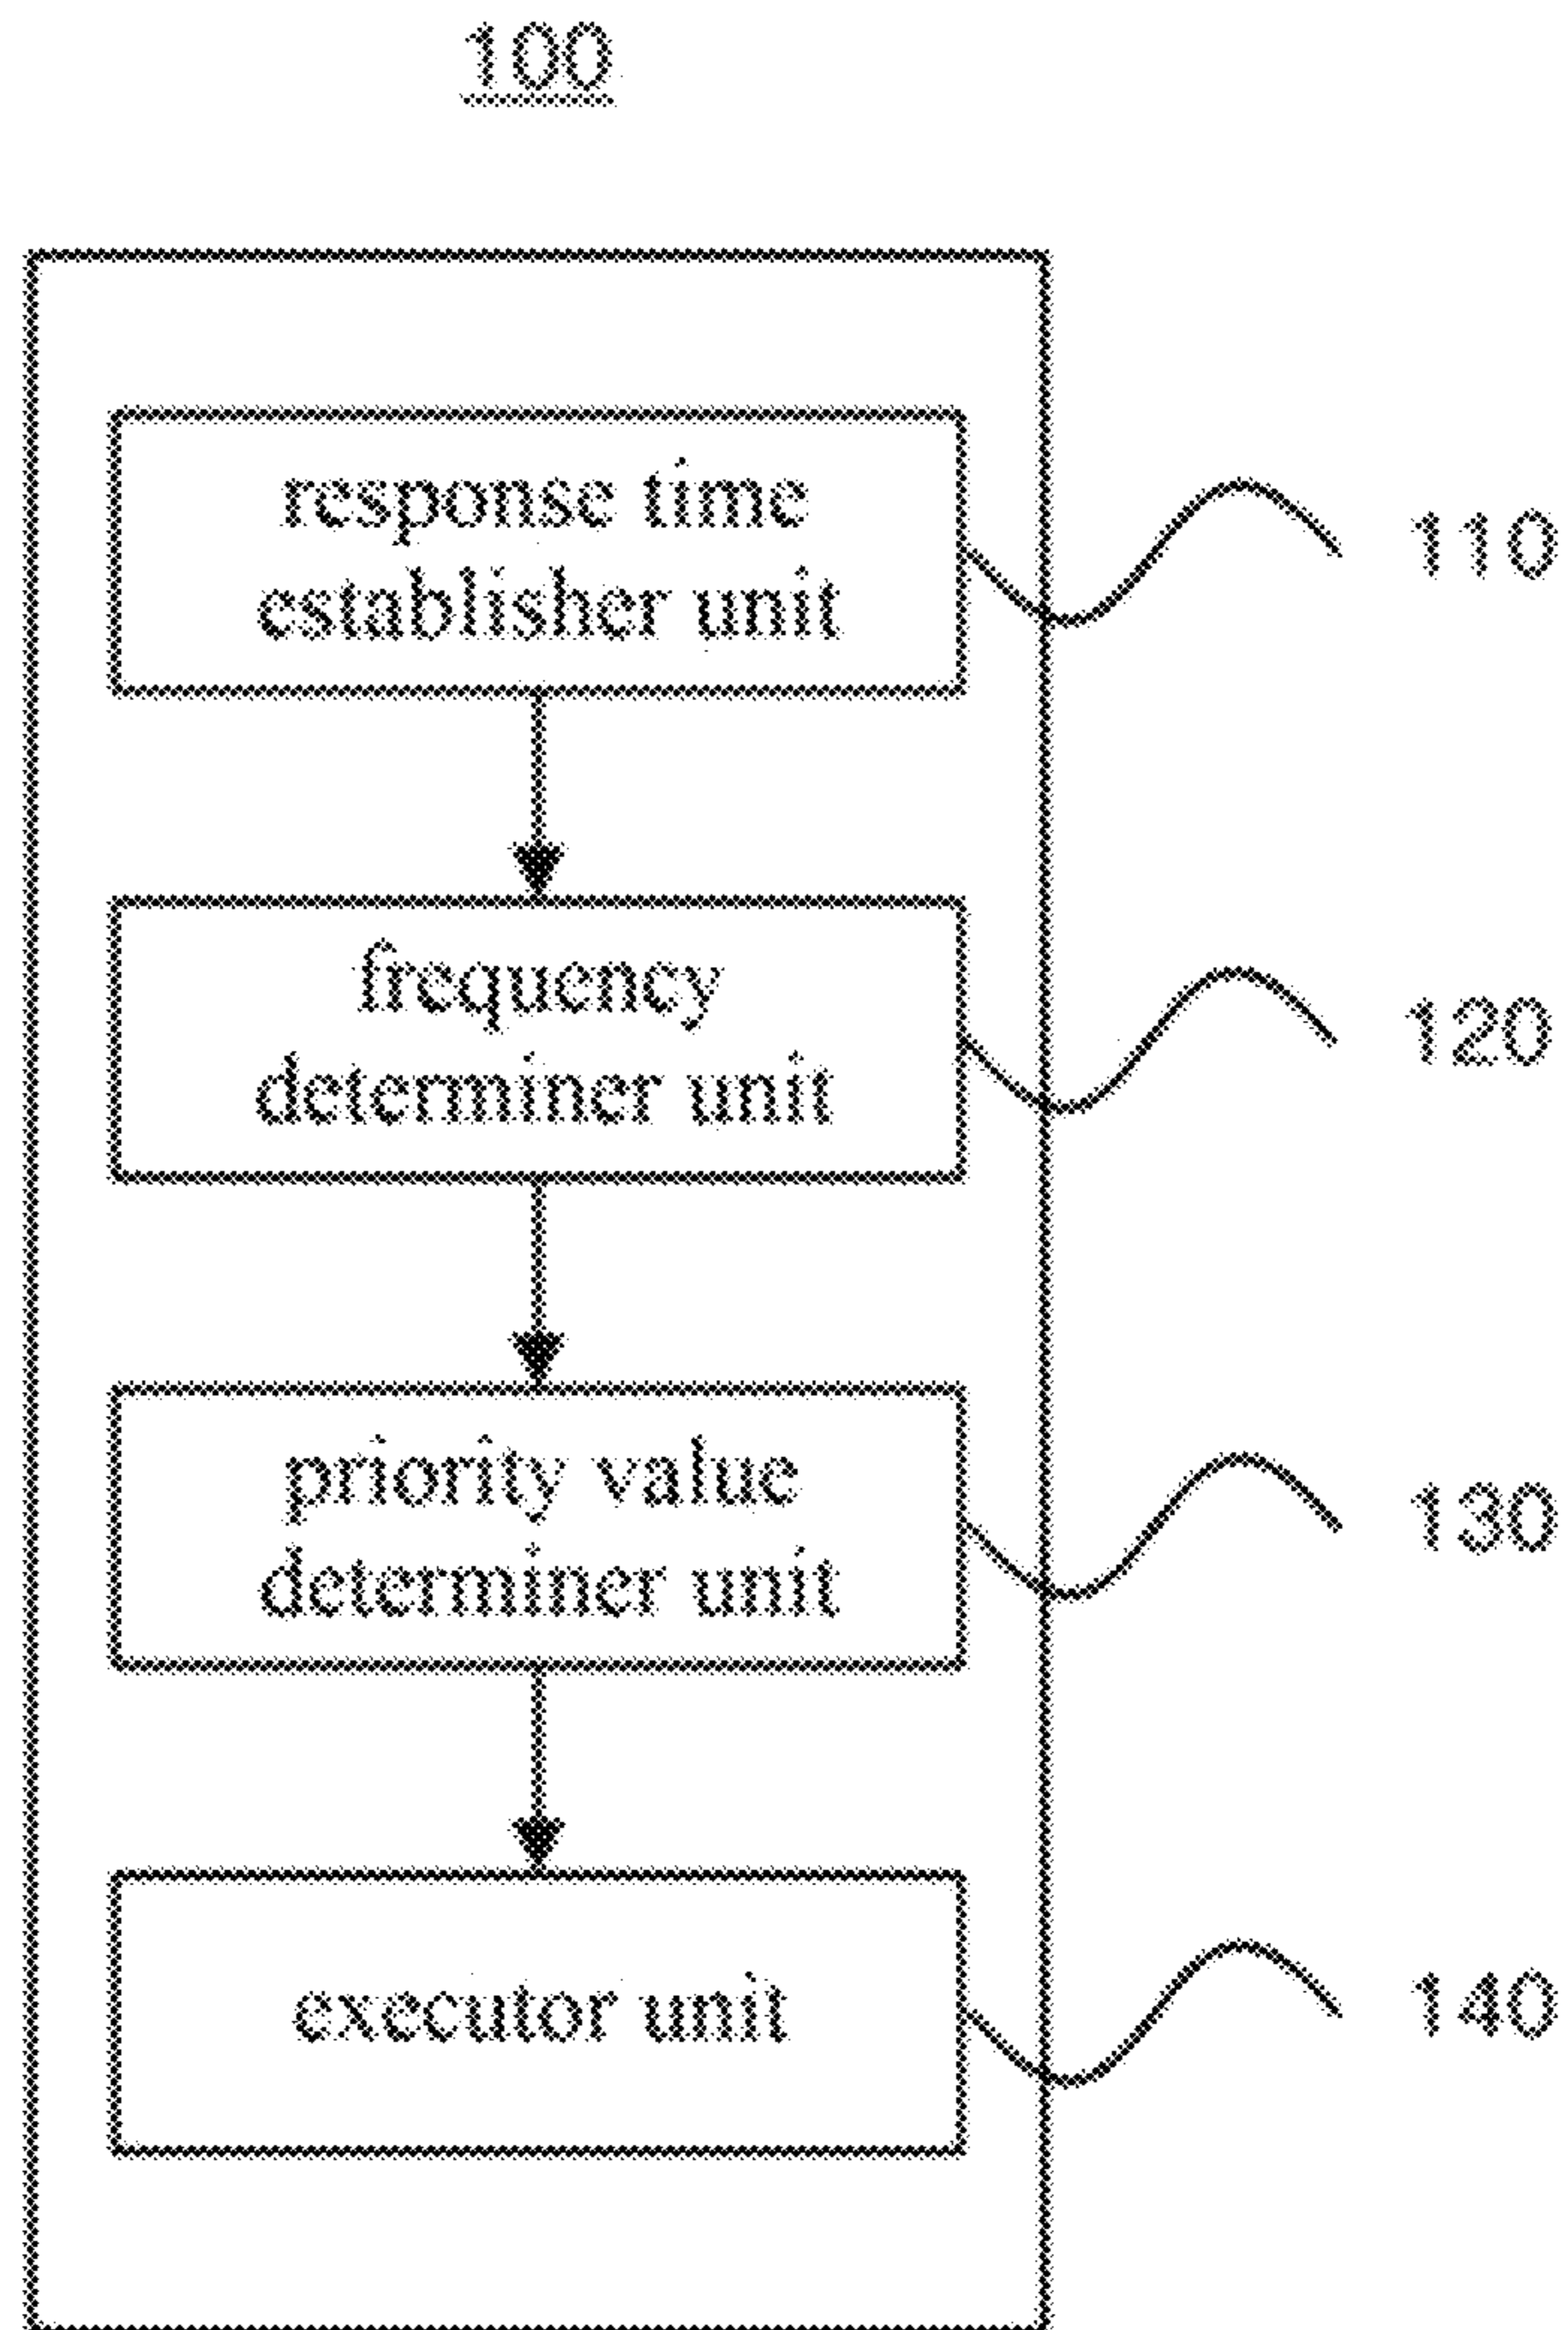 100
response time
establisher unit
110
frequency
determiner unit
120
priority value
determiner unit
130
executor unit
140